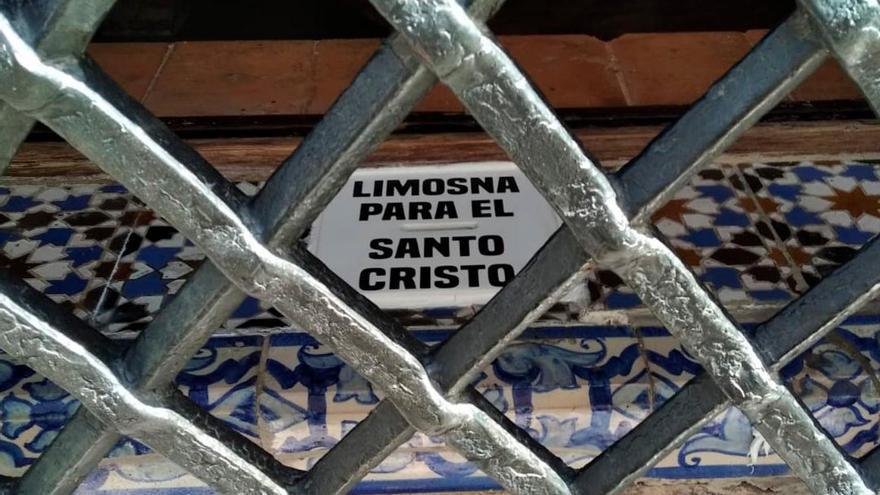 LIMOSNA
PARA EL
SANTO
CRISTO